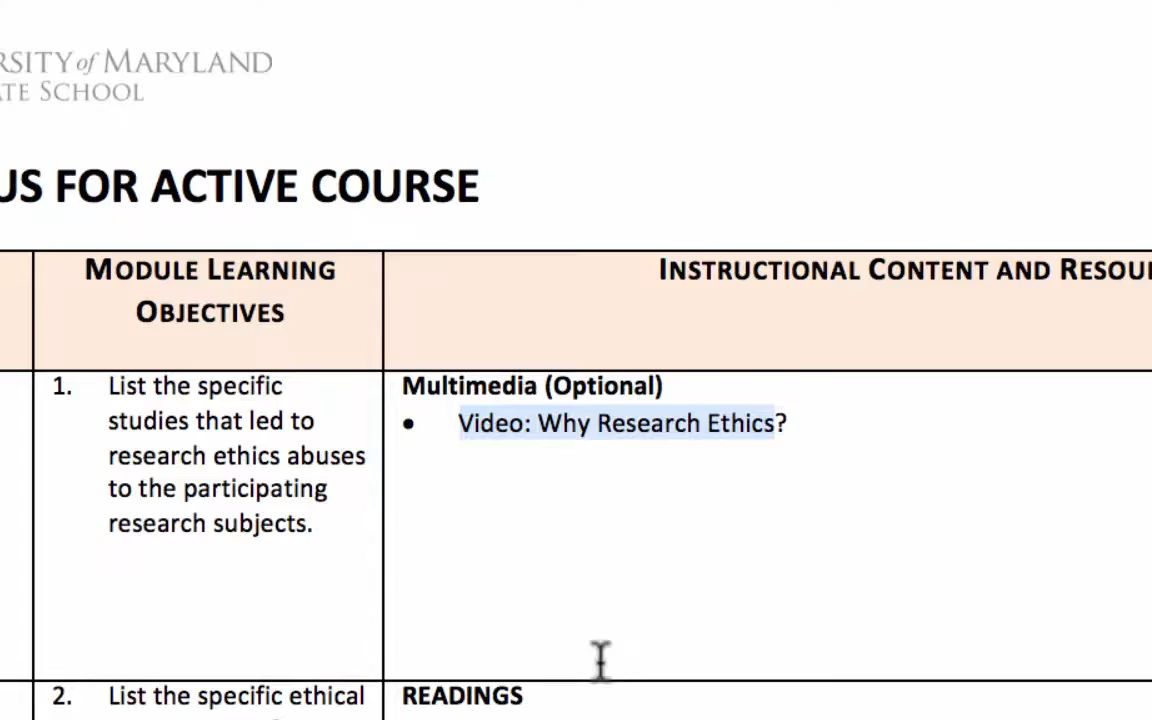 RSITY of MARYLAND
ATE SCHOOL
US FOR ACTIVE COURSE
MODULE LEARNING
OBJECTIVES
INSTRUCTIONAL CONTENT AND RESOU
1. List the specific
studies that led to
research ethics abuses
to the participating
research subjects.
Multimedia (Optional)
• Video: Why Research Ethics?
2. List the specific ethical
READINGS